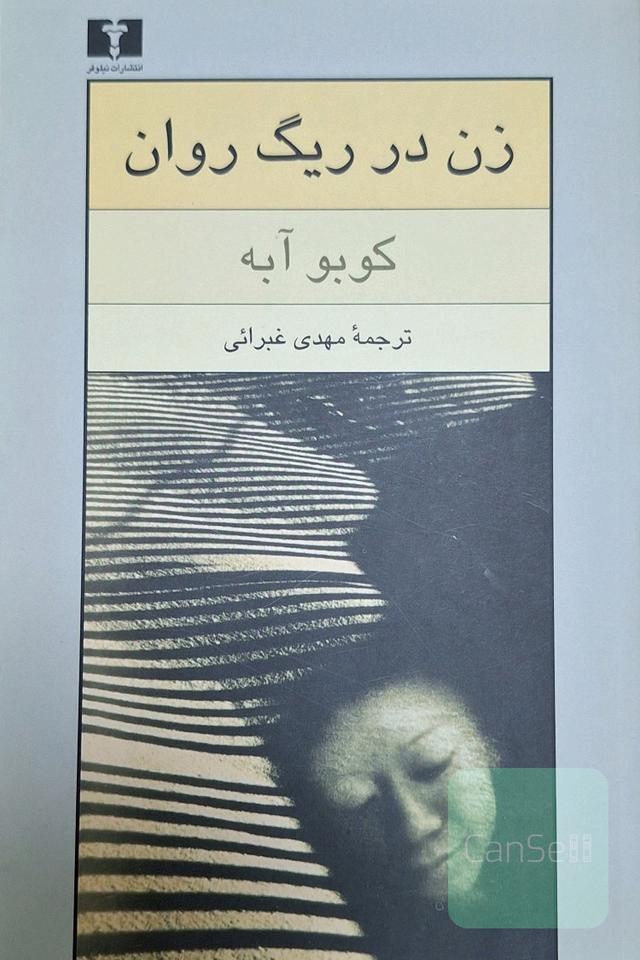 انتشارات نیلوفر
زن در ریگ روان
کوبو آبه
ترجمهٔ مهدی غبرائی
CanSell